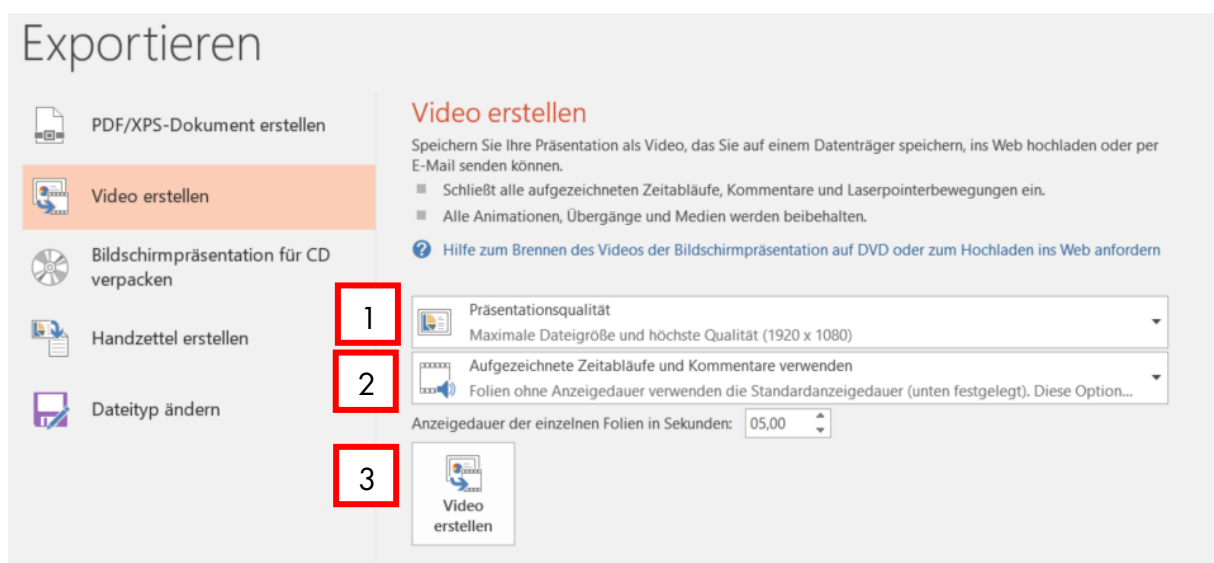 Exportieren
PDF/XPS-Dokument erstellen
Video erstellen
Bildschirmpräsentation für CD
verpacken
Handzettel erstellen
Dateityp ändern
Video erstellen
Speichern Sie Ihre Präsentation als Video, das Sie auf einem Datenträger speichern, ins Web hochladen oder per
E-Mail senden können.
Schließt alle aufgezeichneten Zeitabläufe, Kommentare und Laserpointerbewegungen ein.
Alle Animationen, Übergänge und Medien werden beibehalten.
Hilfe zum Brennen des Videos der Bildschirmpräsentation auf DVD oder zum Hochladen ins Web anfordern
1
Präsentationsqualität
Maximale Dateigröße und höchste Qualität (1920 x 1080)
2
Aufgezeichnete Zeitabläufe und Kommentare verwenden
Folien ohne Anzeigedauer verwenden die Standardanzeigedauer (unten festgelegt). Diese Option...
Anzeigedauer der einzelnen Folien in Sekunden: 05,00
3
Video
erstellen